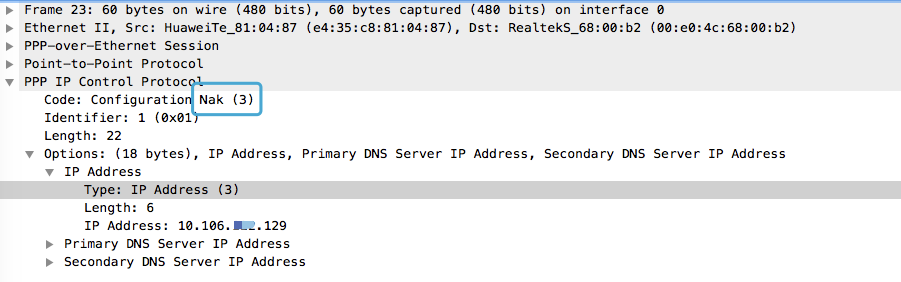 Frame 23: 60 bytes on wire (480 bits), 60 bytes captured (480 bits) on interface 0
Ethernet II, Src: HuaweiTe_81:04:87 (e4:35:c8:81:04:87), Dst: RealtekS_68:00:b2 (00:e0:4c:68:00:b2)
PPP-over-Ethernet Session
Point-to-Point Protocol
PPP IP Control Protocol
Code: Configuration Nak (3)
Identifier: 1 (0x01)
Length: 22
Options: (18 bytes), IP Address, Primary DNS Server IP Address, Secondary DNS Server IP Address
IP Address
Type: IP Address (3)
Length: 6
IP Address: 10.106. .129
Primary DNS Server IP Address
Secondary DNS Server IP Address